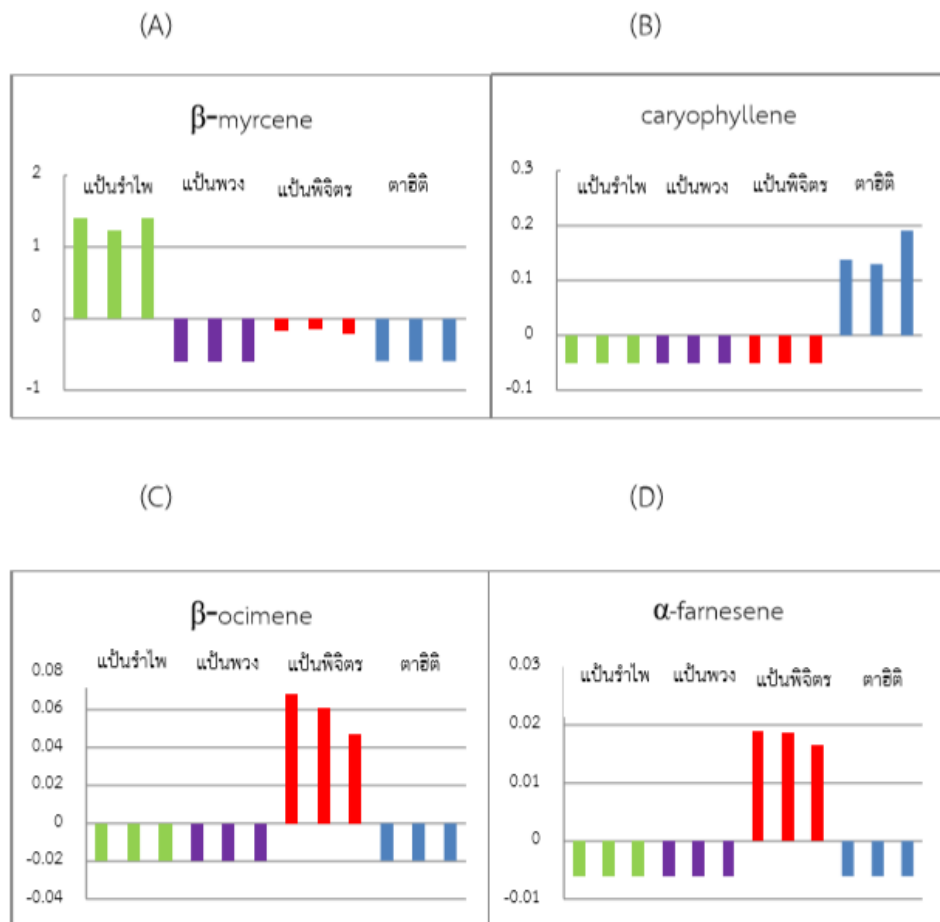 (A) (B)
β-myrcene
2
แป้นรำไพ แป้นพวง แป้นพิจิตร ตาฮิติ
1
0
-1
caryophyllene
0.3
แป้นรำไพ แป้นพวง แป้นพิจิตร ตาฮิติ
0.2
0.1
0
-0.1
(C) (D)
β-ocimene
แป้นรำไพ แป้นพวง แป้นพิจิตร ตาฮิติ
0.08
0.06
0.04
0.02
0
-0.02
-0.04
α-farnesene
0.03
แป้นรำไพ แป้นพวง แป้นพิจิตร ตาฮิติ
0.02
0.01
0
-0.01